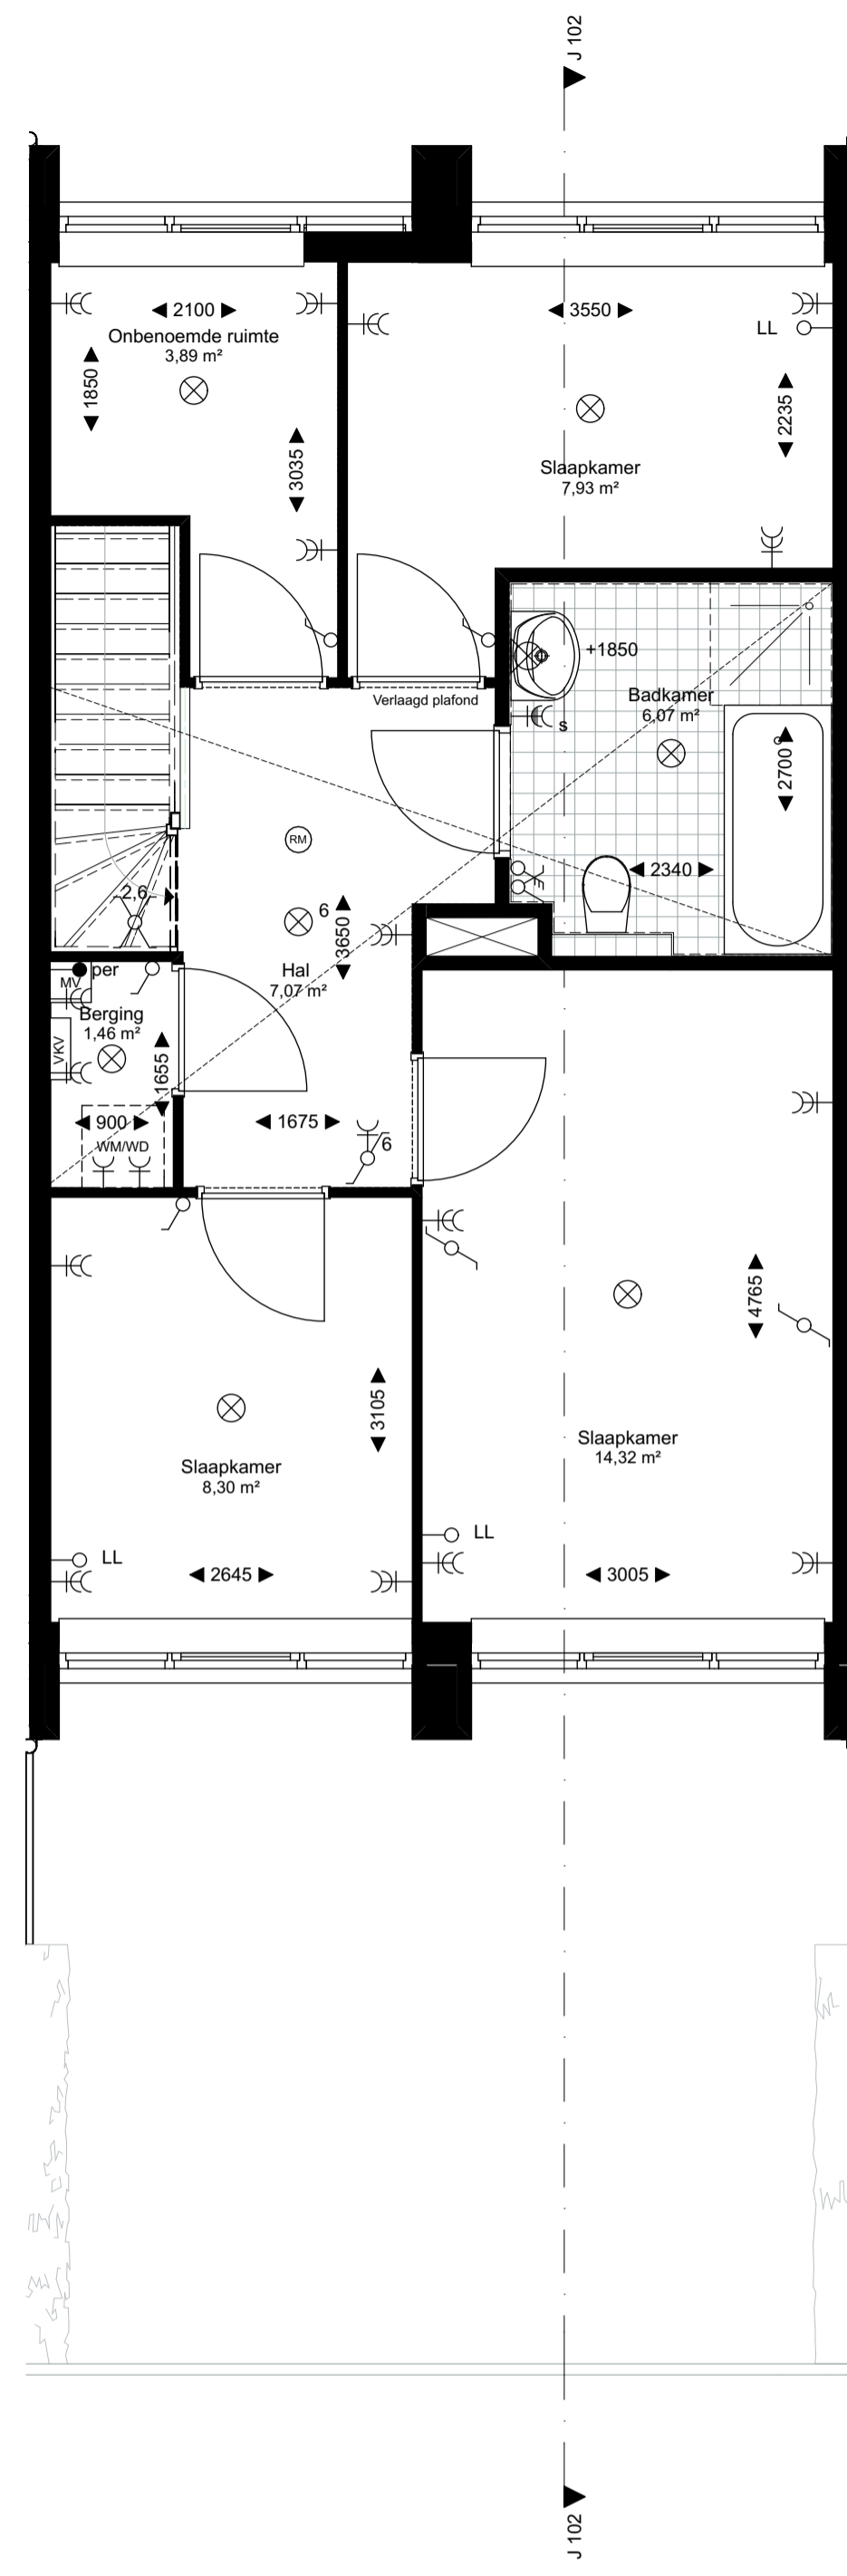 J 102
2100
Onbenoemde ruimte
3,89 m²
1850
3035
3550
LL
2235
Slaapkamer
7,93 m²
+1850
Verlaagd plafond
Badkamer
6,07 m²
s
2700
2340
RM
6
3650
2,6
Hal
7,07 m²
per
MV
Berging
1,46 m²
VKV
1655
900
WM/WD
1675
6
4765
3105
Slaapkamer
8,30 m²
Slaapkamer
14,32 m²
LL
LL
2645
3005
J 102